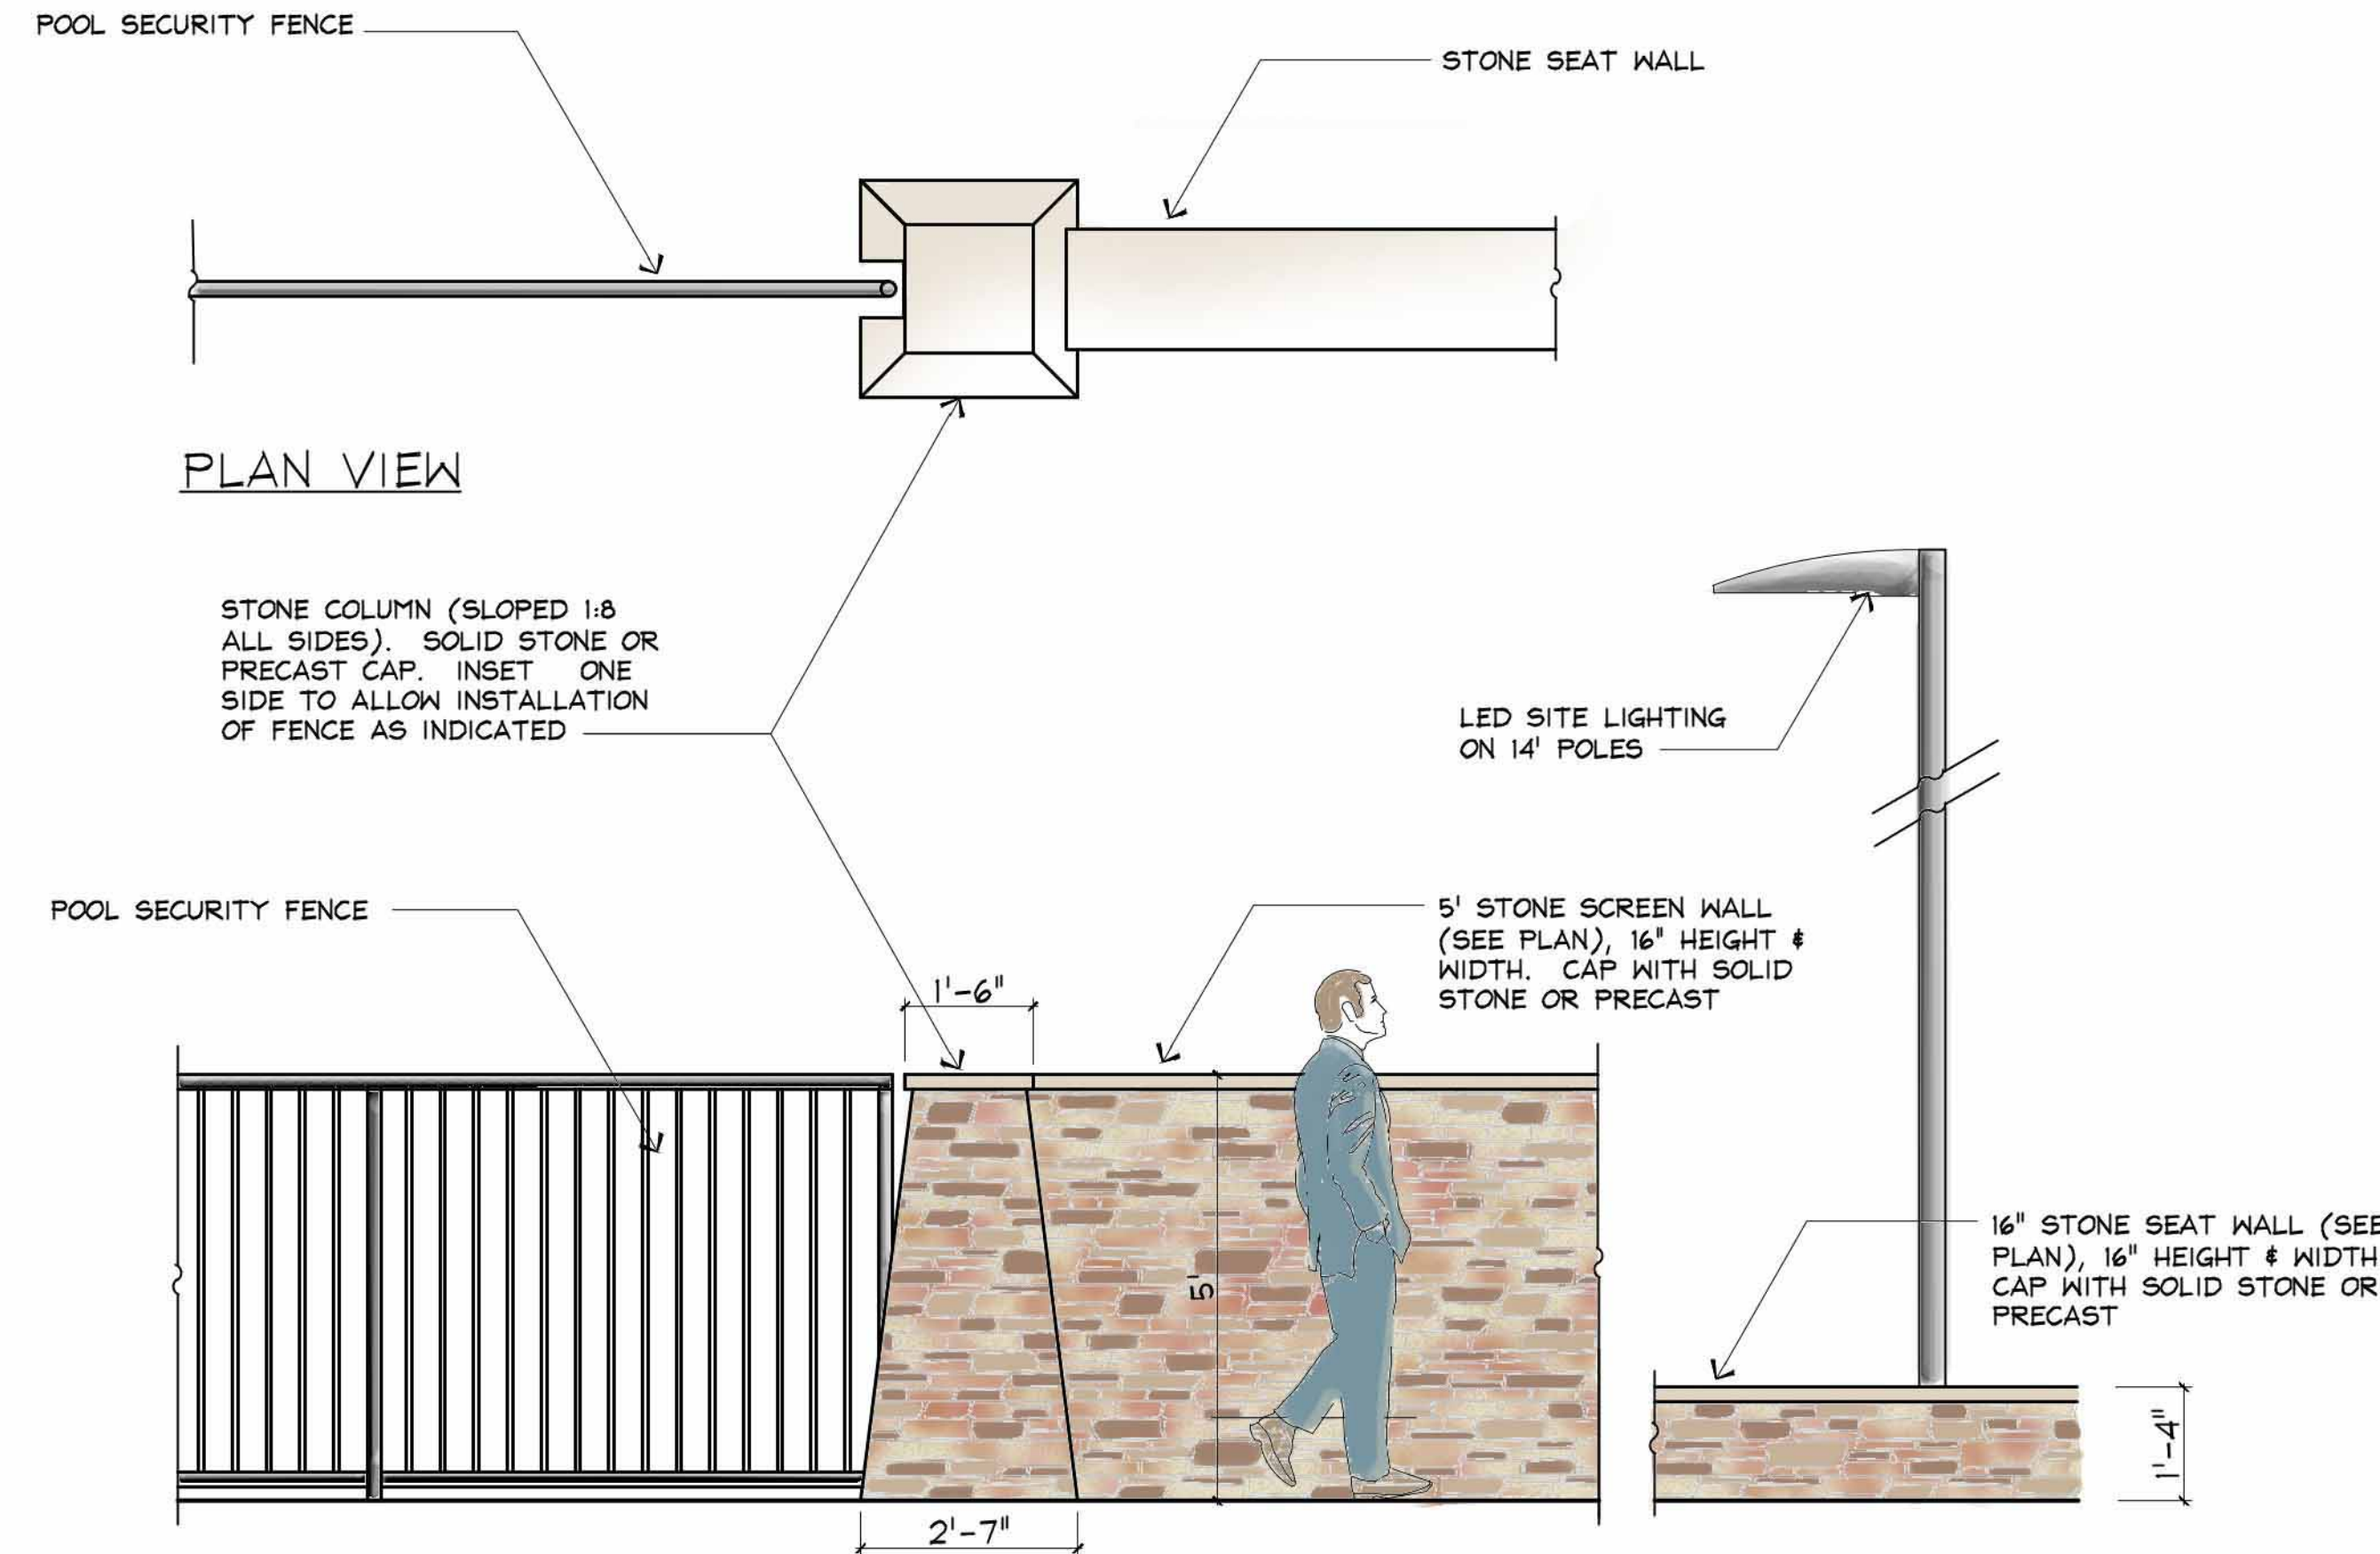 POOL SECURITY FENCE
STONE SEAT WALL
PLAN VIEW
STONE COLUMN (SLOPED 1:8
ALL SIDES). SOLID STONE OR
PRECAST CAP. INSET ONE
SIDE TO ALLOW INSTALLATION
OF FENCE AS INDICATED
LED SITE LIGHTING
ON 14' POLES
POOL SECURITY FENCE
5' STONE SCREEN WALL
(SEE PLAN), 16" HEIGHT &
WIDTH. CAP WITH SOLID
STONE OR PRECAST
1'-6"
5'
16" STONE SEAT WALL (SEE
PLAN), 16" HEIGHT & WIDTH
CAP WITH SOLID STONE OR
PRECAST
1'-4"
2'-7"